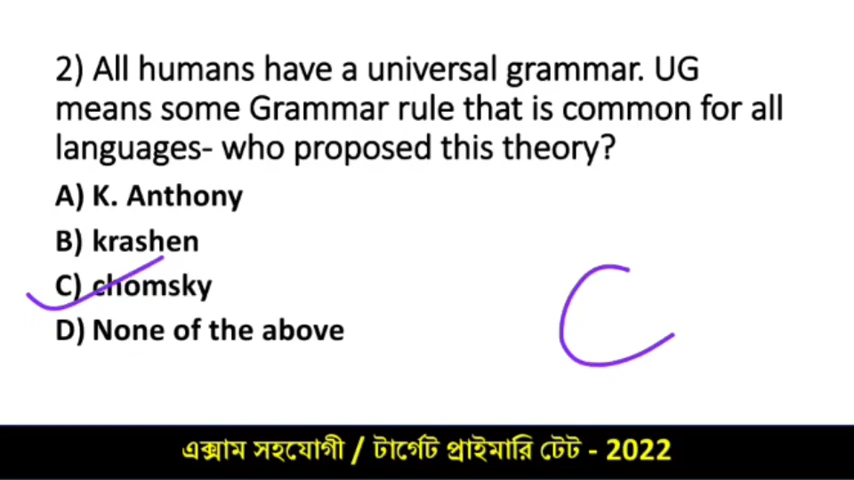 2) All humans have a universal grammar. UG
means some Grammar rule that is common for all
languages- who proposed this theory?
A) K. Anthony
B) krashen
C) chomsky
D) None of the above
C
এক্সাম সহযোগী / টার্গেট প্রাইমারি টেট - 2022